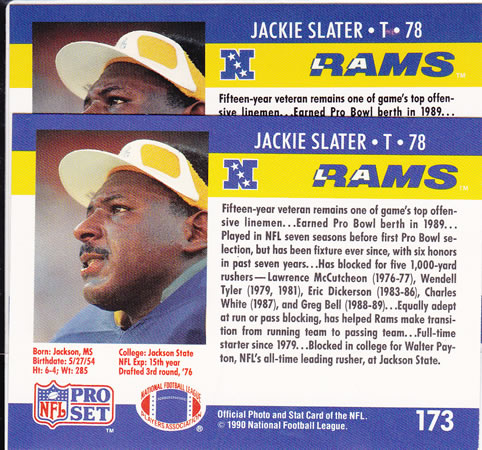 JACKIE SLATER • T • 78
N
LA RAMS™
Fifteen-year veteran remains one of game's top offen-
sive linemen...Earned Pro Bowl berth in 1989...
JACKIE SLATER • T • 78
N
LA RAMS™
Fifteen-year veteran remains one of game's top offen-
sive linemen...Earned Pro Bowl berth in 1989...
Played in NFL seven seasons before first Pro Bowl se-
lection, but has been fixture ever since, with six honors
in past seven years...Has blocked for five 1,000-yard
rushers—Lawrence McCutcheon (1976-77), Wendell
Tyler (1979, 1981), Eric Dickerson (1983-86), Charles
White (1987), and Greg Bell (1988-89)...Equally adept
at run or pass blocking, has helped Rams make transi-
tion from running team to passing team...Full-time
starter since 1979...Blocked in college for Walter Pay-
ton, NFL's all-time leading rusher, at Jackson State.
Born: Jackson, MS
Birthdate: 5/27/54
Ht: 6-4; Wt: 285
College: Jackson State
NFL Exp: 15th year
Drafted 3rd round, '76
NFL
PRO
SET™
NATIONAL FOOTBALL LEAGUE
PLAYERS ASSOCIATION
Official Photo and Stat Card of the NFL.
© 1990 National Football League.
173